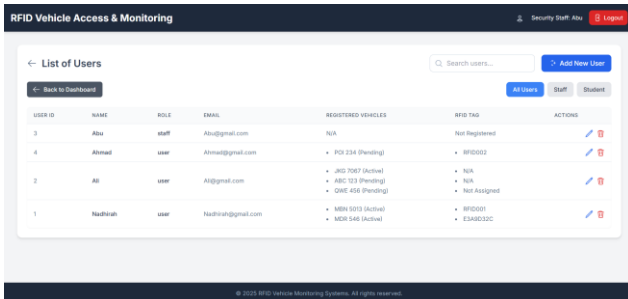 RFID Vehicle Access & Monitoring
Security Staff: Abu
Logout
← List of Users
Search users...
Add New User
← Back to Dashboard
All Users
Staff
Student
USER ID NAME ROLE EMAIL REGISTERED VEHICLES RFID TAG ACTIONS
3 Abu staff Abu@gmail.com N/A Not Registered
4 Ahmad user Ahmad@gmail.com • POI 234 (Pending) • RFID002
2 Ali user Ali@gmail.com • JKG 7067 (Active) • N/A
• ABC 123 (Pending) • N/A
• QWE 456 (Pending) • Not Assigned
1 Nadhirah user Nadhirah@gmail.com • MBN 5013 (Active) • RFID001
• MDR 546 (Active) • E3A9D32C
© 2025 RFID Vehicle Monitoring Systems. All rights reserved.